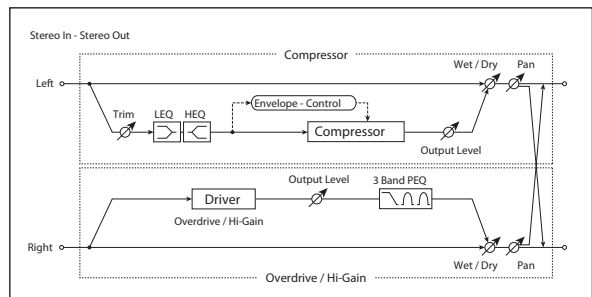 Stereo In - Stereo Out
Compressor
Wet / Dry
Pan
Left
Envelope - Control
Trim
LEQ
HEQ
Compressor
Output Level
Output Level
3 Band PEQ
Driver
Overdrive / Hi-Gain
Right
Wet / Dry
Pan
Overdrive / Hi-Gain